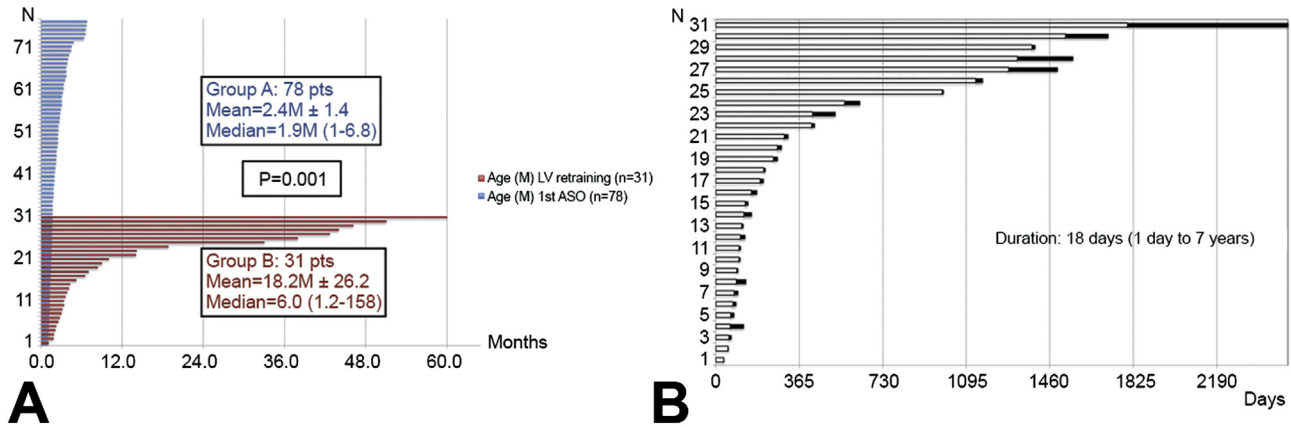 N
71
61
51
41
31
21
11
1
0.0 12.0 24.0 36.0 48.0 60.0
Months
Group A: 78 pts
Mean=2.4M ± 1.4
Median=1.9M (1-6.8)
P=0.001
Group B: 31 pts
Mean=18.2M ± 26.2
Median=6.0 (1.2-158)
Age (M) LV retraining (n=31)
Age (M) 1st ASO (n=78)
A
N
31
29
27
25
23
21
19
17
15
13
11
9
7
5
3
1
0 365 730 1095 1460 1825 2190
Days
Duration: 18 days (1 day to 7 years)
B